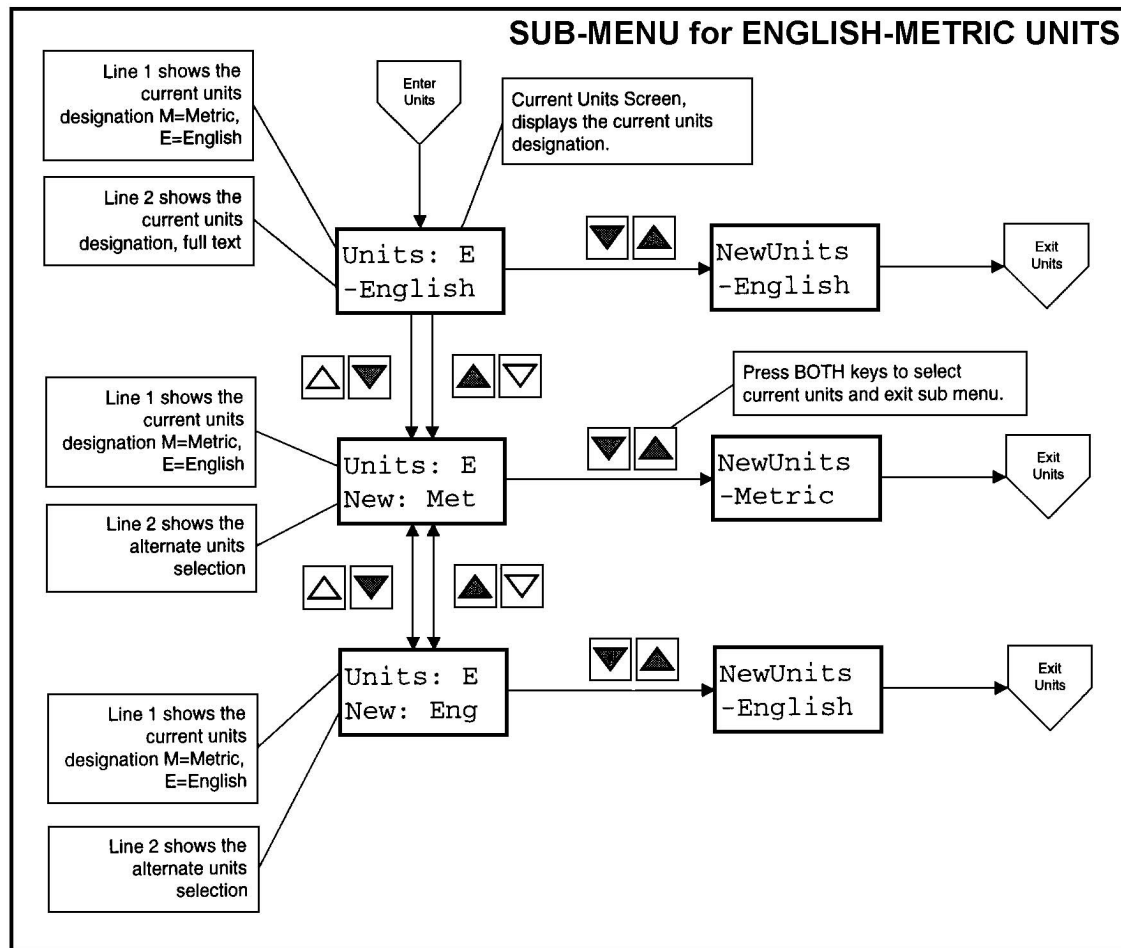 SUB-MENU for ENGLISH-METRIC UNITS
Line 1 shows the
current units
designation M=Metric,
E=English
Enter
Units
Current Units Screen,
displays the current units
designation.
Line 2 shows the
current units
designation, full text
Units: E
-English
NewUnits
-English
Exit
Units
Line 1 shows the
current units
designation M=Metric,
E=English
Press BOTH keys to select
current units and exit sub menu.
Units: E
New: Met
NewUnits
-Metric
Exit
Units
Line 2 shows the
alternate units
selection
Units: E
New: Eng
NewUnits
-English
Exit
Units
Line 1 shows the
current units
designation M=Metric,
E=English
Line 2 shows the
alternate units
selection